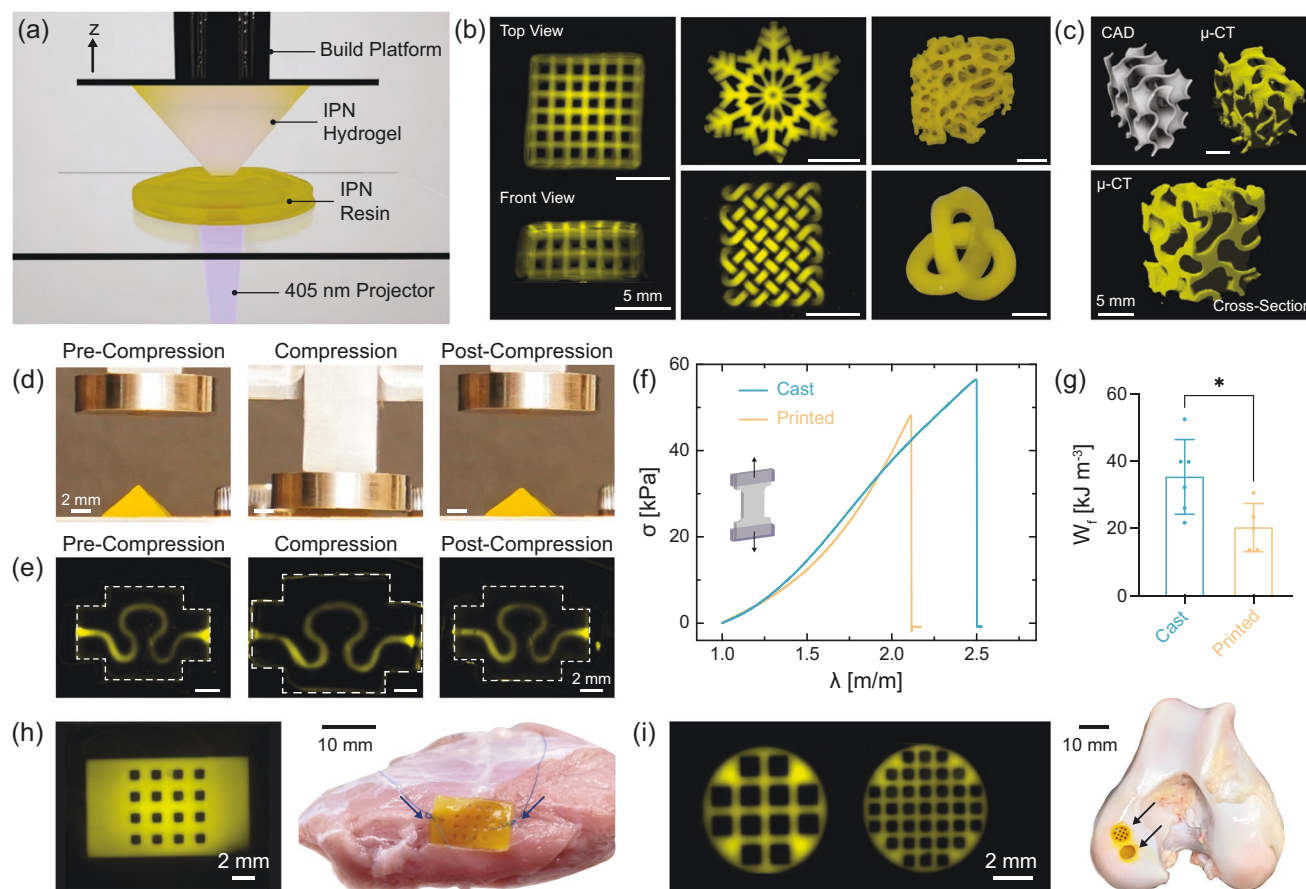 (a)
z
Build Platform
IPN
Hydrogel
IPN
Resin
405 nm Projector
(b)
Top View
Front View
5 mm
(c)
CAD
μ-CT
μ-CT
5 mm
Cross-Section
(d)
Pre-Compression
Compression
Post-Compression
2 mm
(e)
Pre-Compression
Compression
Post-Compression
2 mm
(f)
60
40
20
0
σ [kPa]
Cast
Printed
1.0
1.5
2.0
2.5
λ [m/m]
(g)
60
40
20
0
W_f [kJ m⁻³]
*
Cast
Printed
(h)
2 mm
10 mm
(i)
2 mm
10 mm